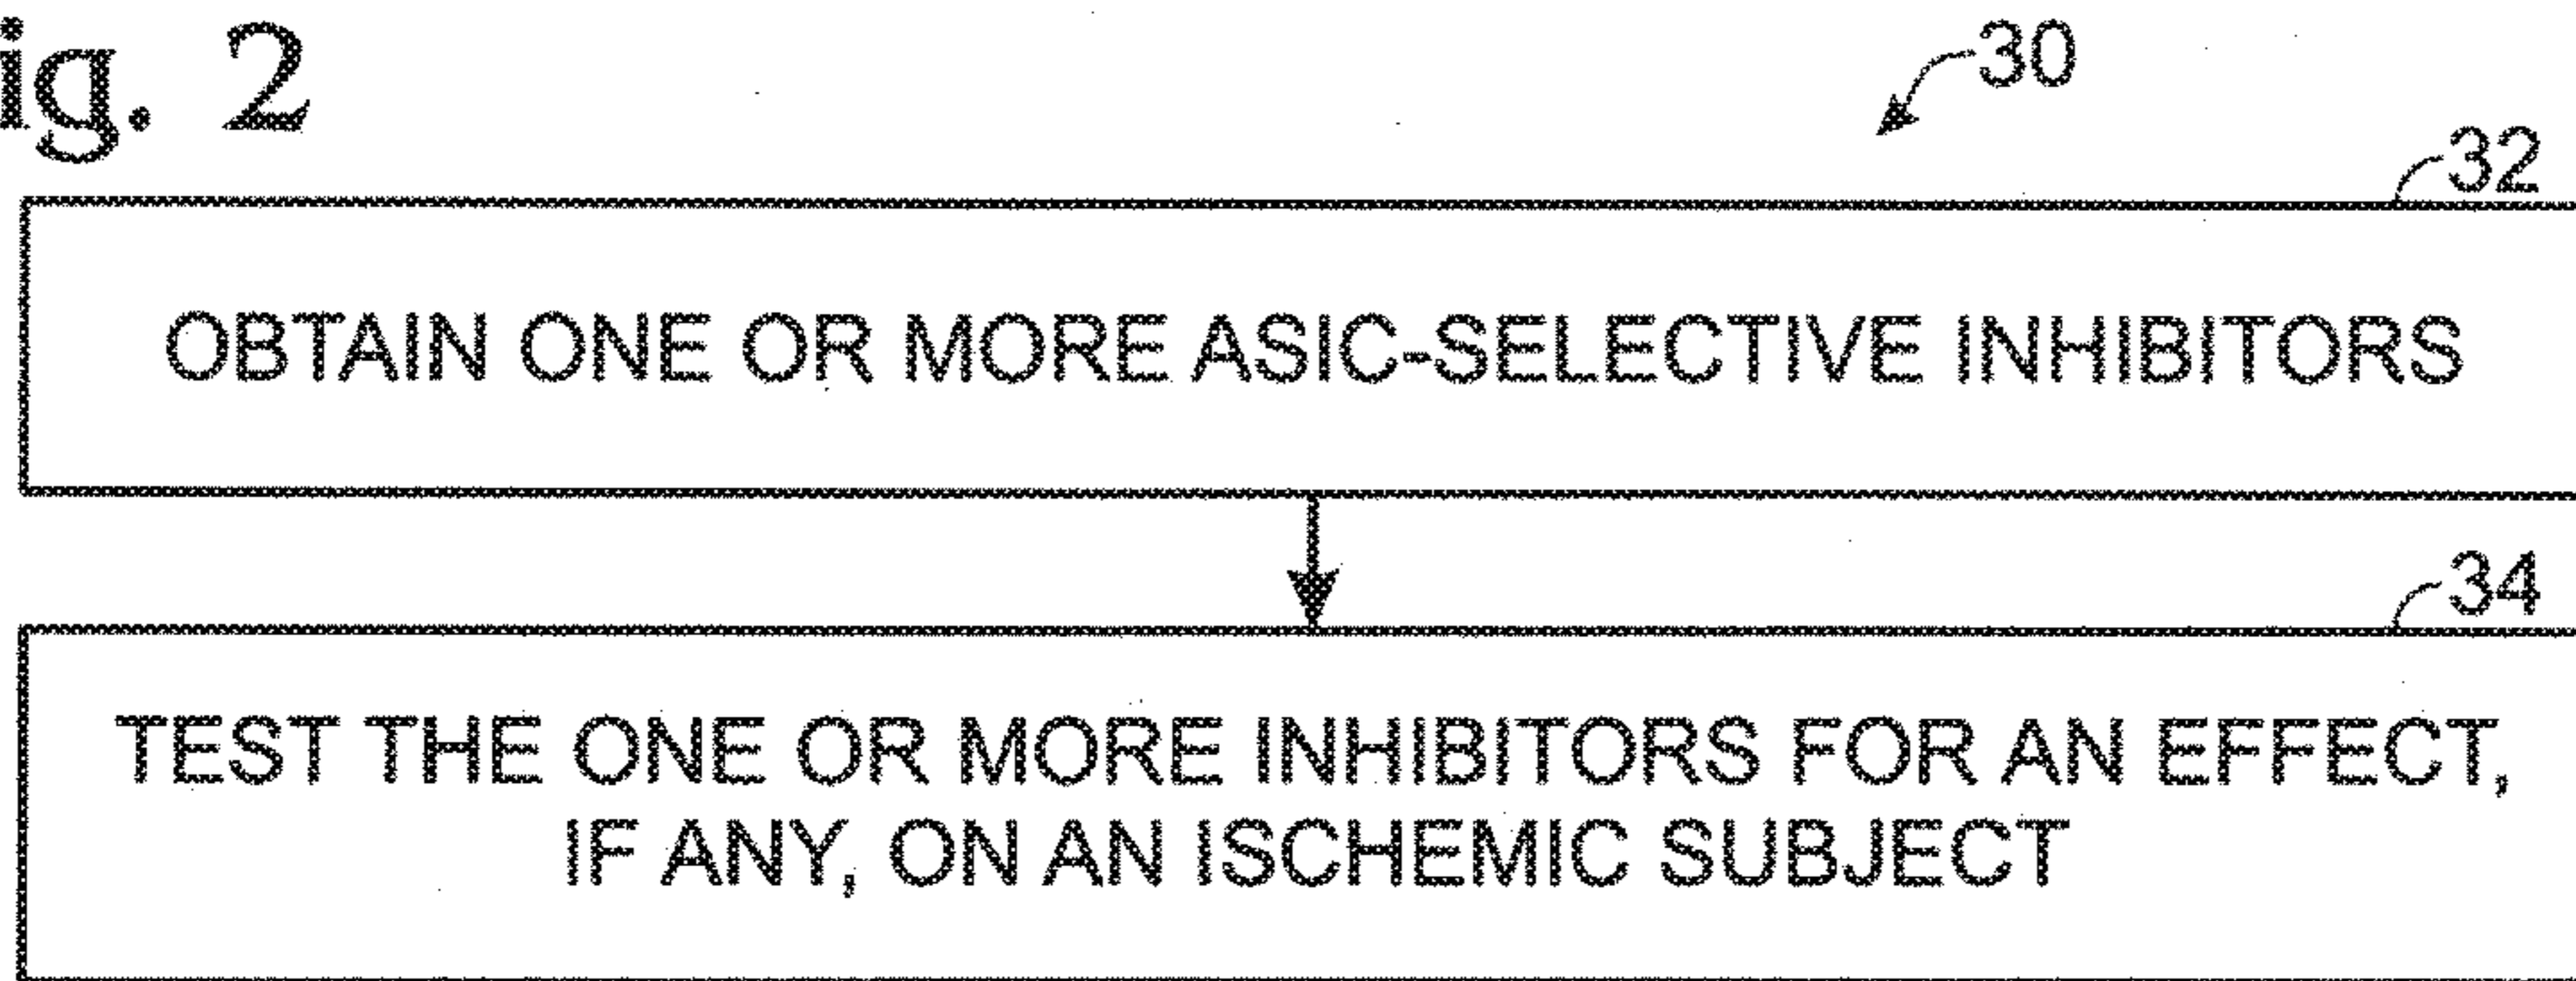 ig. 2
30
32
OBTAIN ONE OR MORE ASIC-SELECTIVE INHIBITORS
34
TEST THE ONE OR MORE INHIBITORS FOR AN EFFECT,
IF ANY, ON AN ISCHEMIC SUBJECT